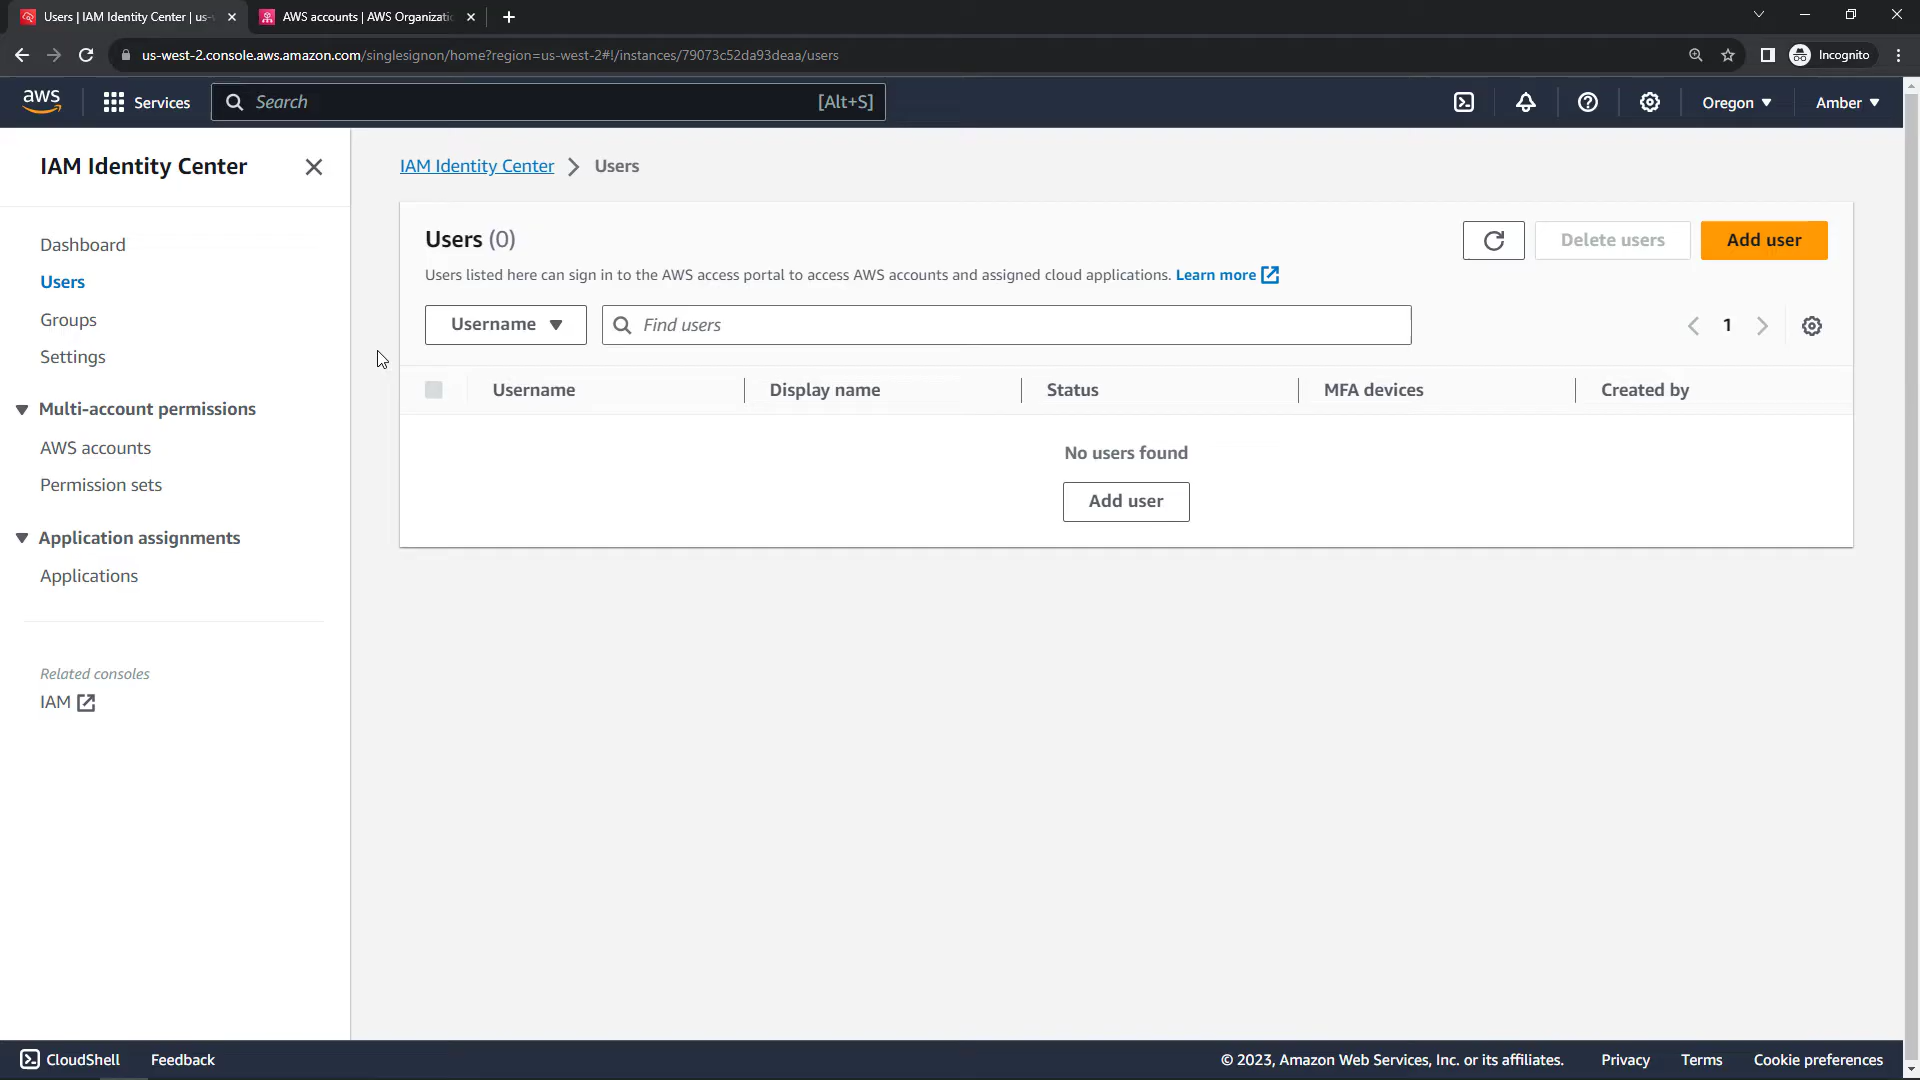 Users | IAM Identity Center | us-
AWS accounts | AWS Organizatio
us-west-2.console.aws.amazon.com/singlesignon/home?region=us-west-2#!/instances/79073c52da93deaa/users
Incognito
aws
Services
Search
[Alt+S]
Oregon
Amber
IAM Identity Center
Dashboard
Users
Groups
Settings
Multi-account permissions
AWS accounts
Permission sets
Application assignments
Applications
Related consoles
IAM
IAM Identity Center > Users
Users (0)
Delete users
Add user
Users listed here can sign in to the AWS access portal to access AWS accounts and assigned cloud applications. Learn more
Username
Find users
1
Username Display name Status MFA devices Created by
No users found
Add user
CloudShell
Feedback
© 2023, Amazon Web Services, Inc. or its affiliates.
Privacy
Terms
Cookie preferences